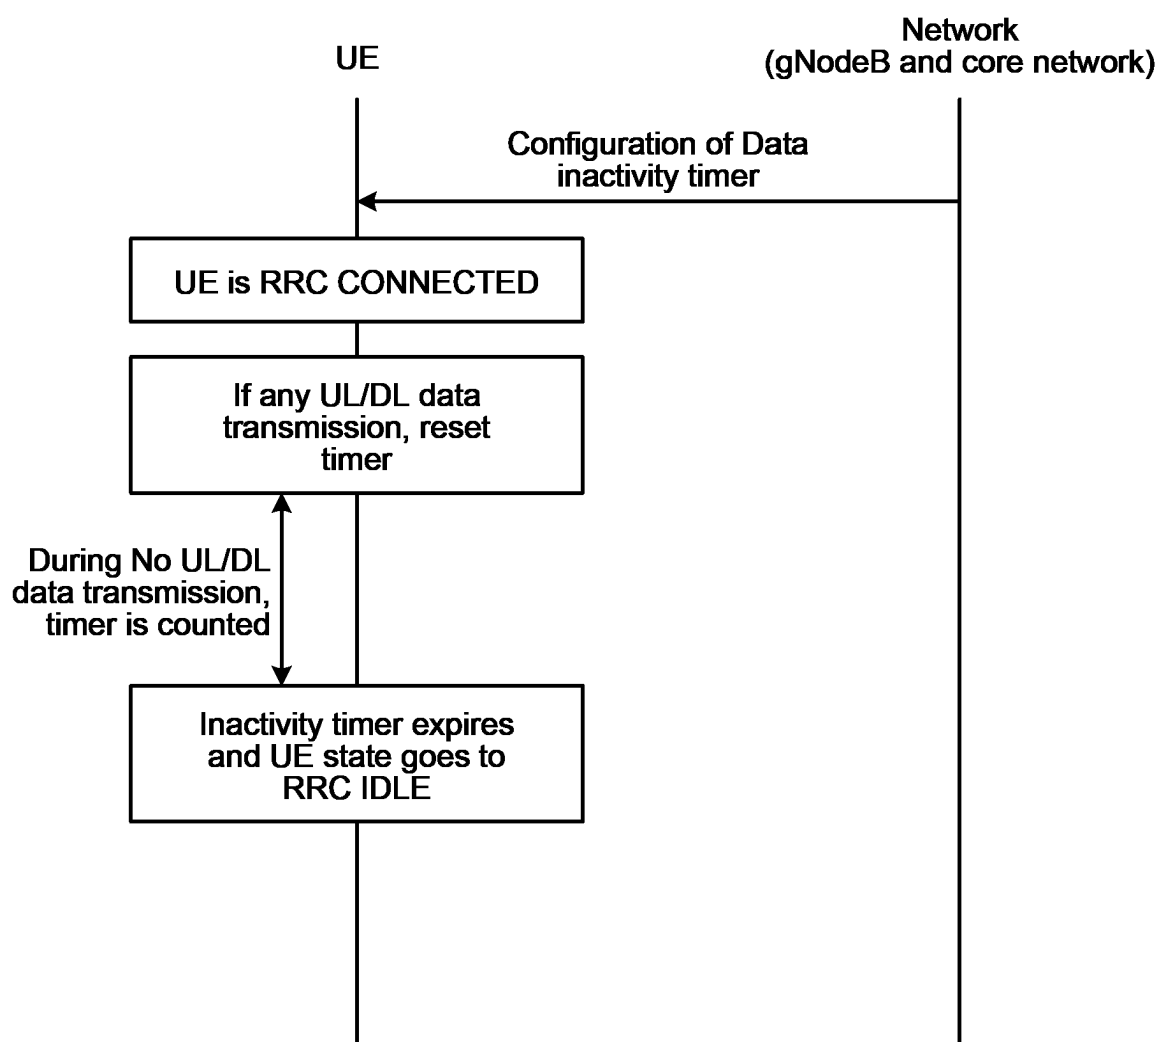 UE
Network
(gNodeB and core network)
Configuration of Data
inactivity timer
UE is RRC CONNECTED
If any UL/DL data
transmission, reset
timer
During No UL/DL
data transmission,
timer is counted
Inactivity timer expires
and UE state goes to
RRC IDLE